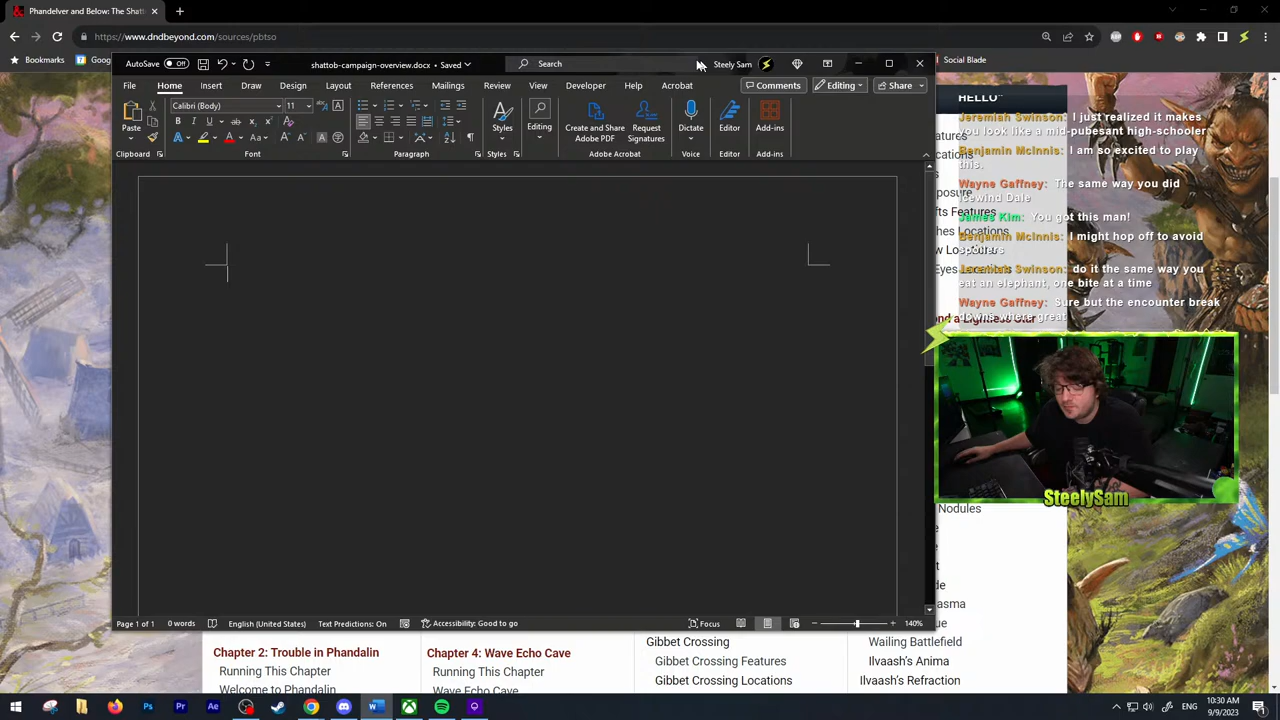 Phandelver and Below: The Shatt
https://www.dndbeyond.com/sources/pbtso
Bookmarks
Goog
Social Blade
AutoSave Off
shattob-campaign-overview.docx • Saved
Search
Steely Sam
File Home Insert Draw Design Layout References Mailings Review View Developer Help Acrobat
Comments
Editing
Share
Calibri (Body) 11
Paste
Styles
Editing
Create and Share Adobe PDF
Request Signatures
Dictate
Editor
Add-ins
Clipboard Font Paragraph Styles Adobe Acrobat Voice Editor Add-ins
HELLO"
Jeremiah Swinson: I just realized it makes
you look like a mid-pubesant high-schooler
Benjamin McInnis: I am so excited to play
this.
Wayne Gaffney: The same way you did
Icewind Dale
James Kim: You got this man!
Benjamin McInnis: I might hop off to avoid
spoilers
Jeremiah Swinson: do it the same way you
eat an elephant, one bite at a time
Wayne Gaffney: Sure but the encounter break
downs where great
SteelySam
Page 1 of 1 0 words English (United States) Text Predictions: On Accessibility: Good to go Focus 140%
Nodules
Wailing Battlefield
Ilvaash's Anima
Ilvaash's Refraction
Gibbet Crossing
Gibbet Crossing Features
Gibbet Crossing Locations
Chapter 2: Trouble in Phandalin
Running This Chapter
Welcome to Phandalin
Chapter 4: Wave Echo Cave
Running This Chapter
Wave Echo Cave
10:30 AM
9/9/2023